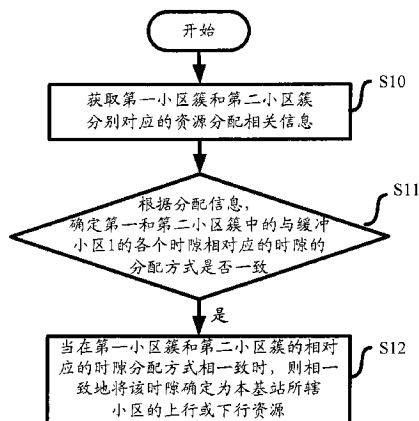 开始
S10
获取第一小区簇和第二小区簇
分别对应的资源分配相关信息
S11
根据分配信息，
确定第一和第二小区簇中的与缓冲
小区1的各个时隙相对应的时隙的
分配方式是否一致
是
S12
当在第一小区簇和第二小区簇的相对
应的时隙分配方式相一致时，则相一
致地将该时隙确定为本基站所辖
小区的上行或下行资源